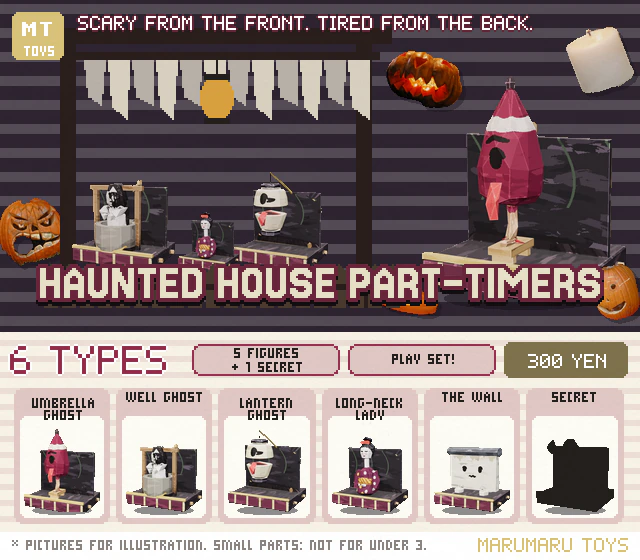 MT
TOYS
SCARY FROM THE FRONT. TIRED FROM THE BACK.
HAUNTED HOUSE PART-TIMERS
6 TYPES
5 FIGURES
+ 1 SECRET
PLAY SET!
300 YEN
UMBRELLA
GHOST
WELL GHOST
LANTERN
GHOST
LONG-NECK
LADY
THE WALL
SECRET
* PICTURES FOR ILLUSTRATION. SMALL PARTS: NOT FOR UNDER 3.
MARUMARU TOYS